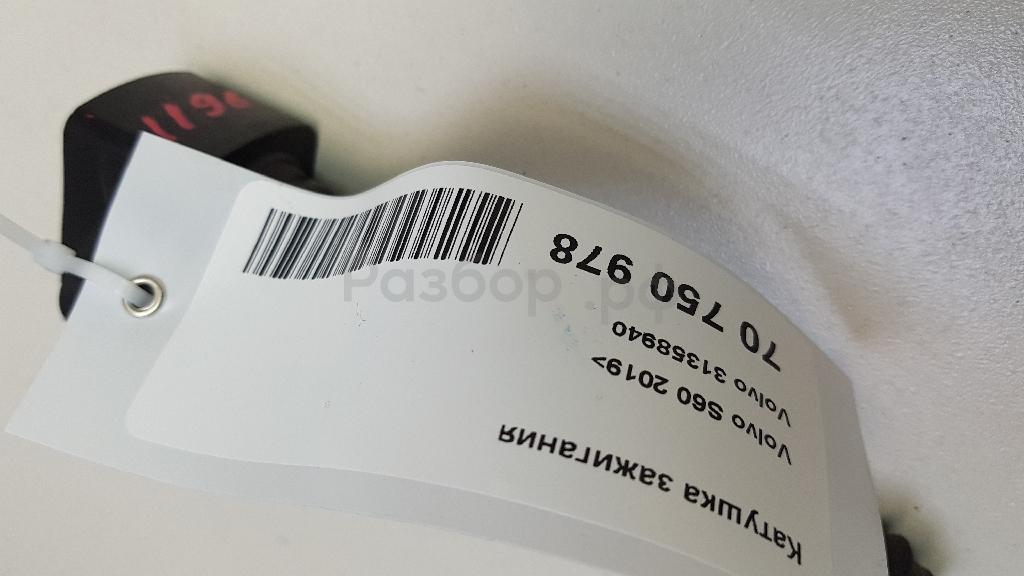 Катушка зажигания
Volvo S60 2019>
Volvo 31358940
70 750 978
Разбор.рф